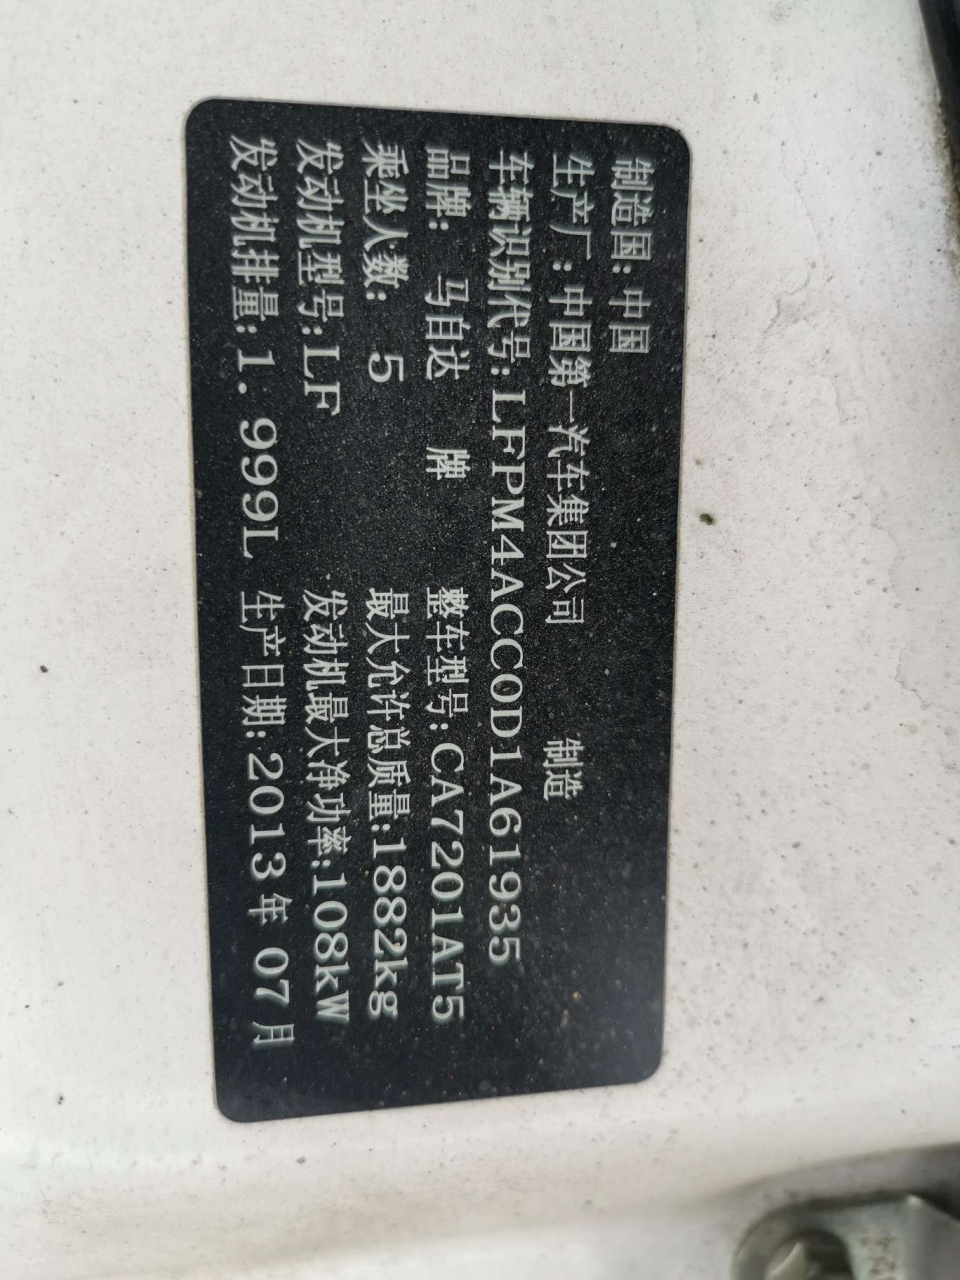 制造国:中国
生产厂:中国第一汽车集团公司 制造
车辆识别代号:LFPM4ACC0D1A61935
品牌: 马自达 牌 整车型号:CA7201AT5
乘坐人数: 5 最大允许总质量:1882kg
发动机型号:LF 发动机最大净功率:108kW
发动机排量:1.999L 生产日期:2013年 07月